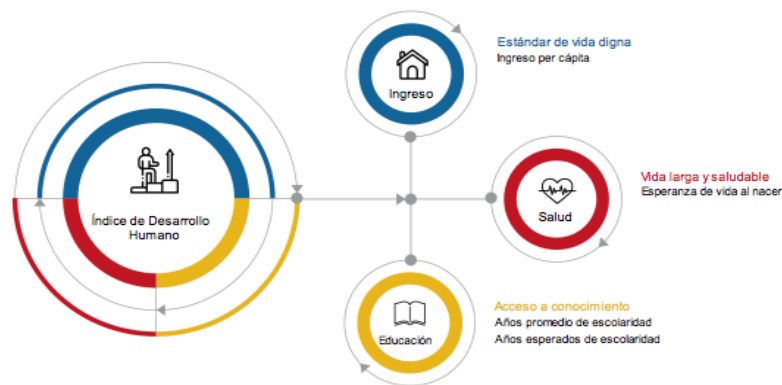 Índice de Desarrollo
Humano
Ingreso
Estándar de vida digna
Ingreso per cápita
Salud
Vida larga y saludable
Esperanza de vida al nacer
Educación
Acceso a conocimiento
Años promedio de escolaridad
Años esperados de escolaridad